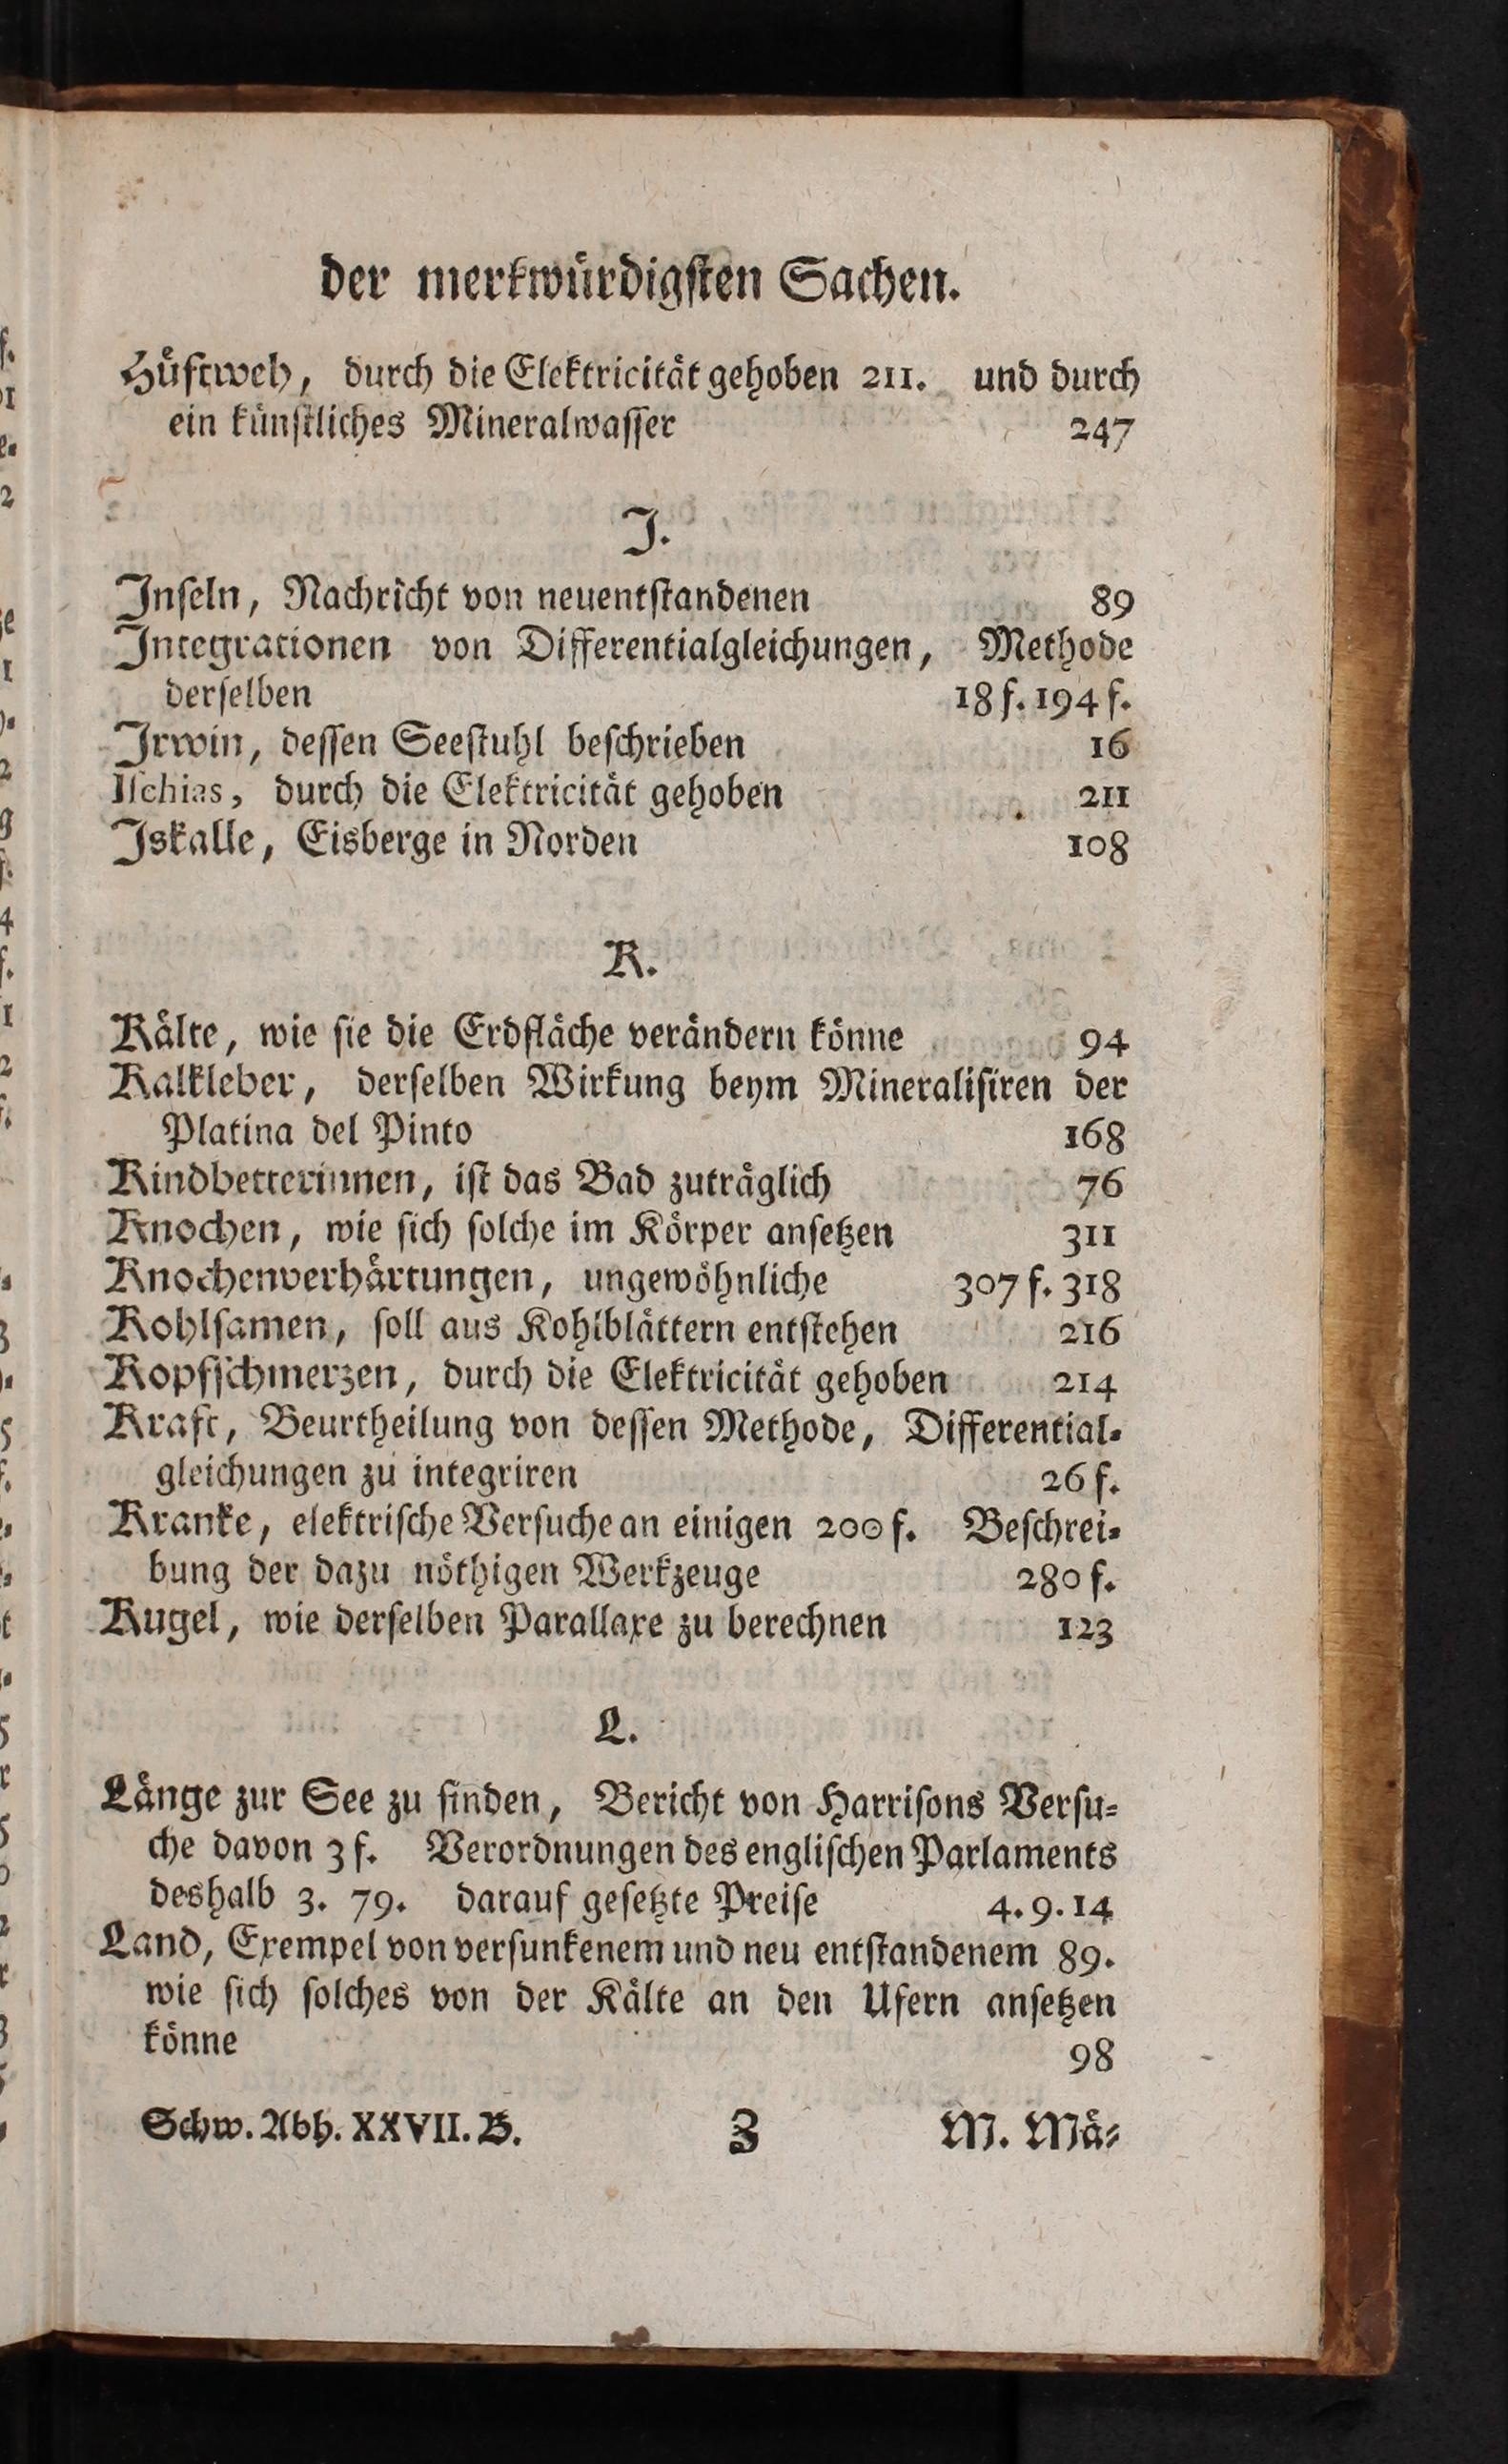 der merkwürdigſten Sachen.
Hüftweh, durch die Elektricität gehoben 211. und durch
ein künſtliches Mineralwaſſer 247
J.
Inſeln, Nachricht von neuentſtandenen 89
Integrationen von Differentialgleichungen, Methode
derſelben 18 f. 194 f.
Irwin, deſſen Seeſtuhl beſchrieben 16
Iſchias, durch die Elektricität gehoben 211
Iskalle, Eisberge in Norden 108
K.
Kälte, wie ſie die Erdfläche verändern könne 94
Kalkleber, derſelben Wirkung beym Mineraliſiren der
Platina del Pinto 168
Kindbetterinnen, iſt das Bad zuträglich 76
Knochen, wie ſich ſolche im Körper anſetzen 311
Knochenverhärtungen, ungewöhnliche 307 f. 318
Kohlſamen, ſoll aus Kohlblättern entſtehen 216
Kopfſchmerzen, durch die Elektricität gehoben 214
Kraft, Beurtheilung von deſſen Methode, Differential-
gleichungen zu integriren 26 f.
Kranke, elektriſche Verſuche an einigen 200 f. Beſchrei-
bung der dazu nöthigen Werkzeuge 280 f.
Kugel, wie derſelben Parallaxe zu berechnen 123
L.
Länge zur See zu finden, Bericht von Harriſons Verſu-
che davon 3 f. Verordnungen des engliſchen Parlaments
deshalb 3. 79. darauf geſetzte Preiſe 4. 9. 14
Land, Exempel von verſunkenem und neu entſtandenem 89.
wie ſich ſolches von der Kälte an den Ufern anſetzen
könne 98
Schw. Abh. XXVII. B. Z M. Mä-